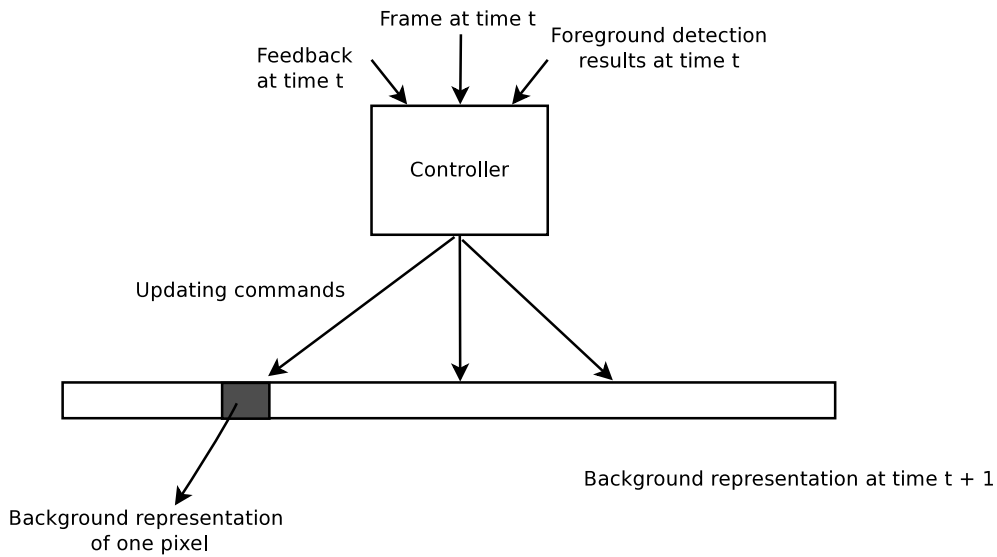 Frame at time t
Feedback
at time t
Foreground detection
results at time t
Controller
Updating commands
Background representation at time t + 1
Background representation
of one pixel